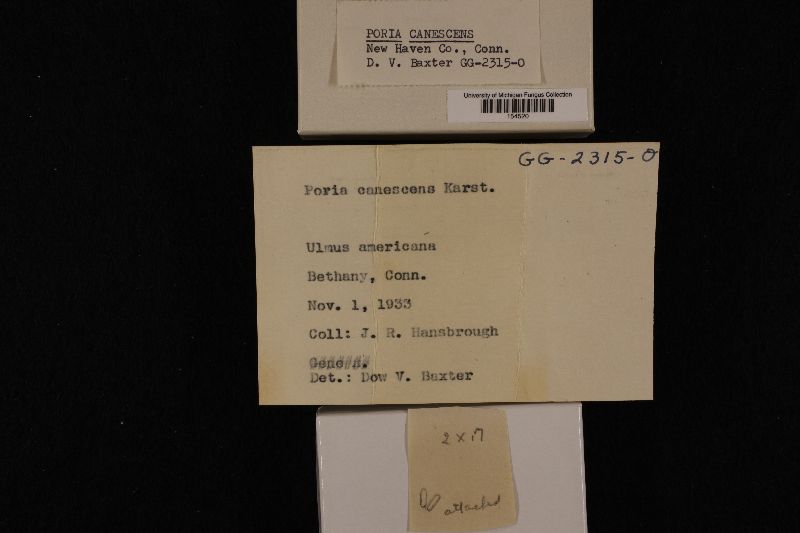 PORIA CANESCENS
New Haven Co., Conn.
D. V. Baxter GG-2315-0
University of Michigan Fungus Collection
154520
GG-2315-0
Poria canescens Karst.
Ulmus americana
Bethany, Conn.
Nov. 1, 1933
Coll: J. R. Hansbrough
Det.: Dow V. Baxter
2 x 17
attached